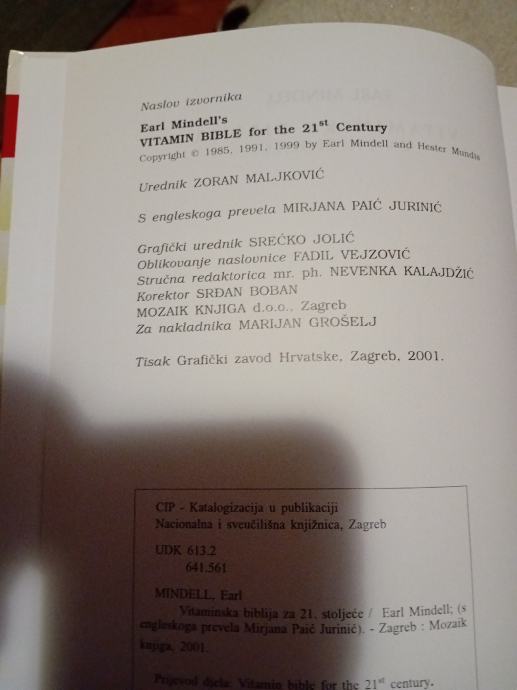 Naslov izvornika
Earl Mindell's
VITAMIN BIBLE for the 21st Century
Copyright © 1985, 1991, 1999 by Earl Mindell and Hester Mundis
Urednik ZORAN MALJKOVIĆ
S engleskoga prevela MIRJANA PAIĆ JURINIĆ
Grafički urednik SREĆKO JOLIĆ
Oblikovanje naslovnice FADIL VEJZOVIĆ
Stručna redaktorica mr. ph. NEVENKA KALAJDŽIĆ
Korektor SRĐAN BOBAN
MOZAIK KNJIGA d.o.o., Zagreb
Za nakladnika MARIJAN GROŠELJ
Tisak Grafički zavod Hrvatske, Zagreb, 2001.
CIP - Katalogizacija u publikaciji
Nacionalna i sveučilišna knjižnica, Zagreb
UDK 613.2
641.561
MINDELL, Earl
Vitaminska biblija za 21. stoljeće / Earl Mindell; (s
engleskoga prevela Mirjana Paić Jurinić). - Zagreb : Mozaik
knjiga, 2001.
Prijevod djela: Vitamin bible for the 21st century.